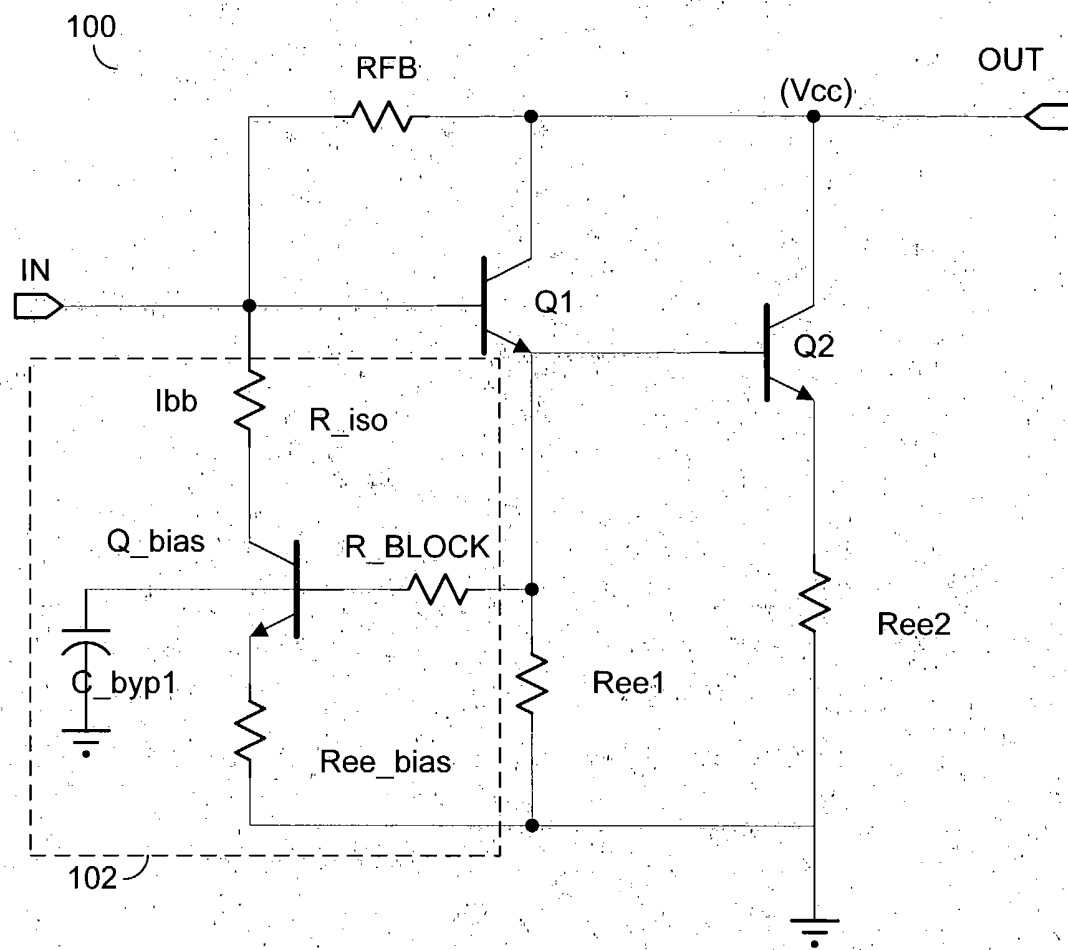 100
RFB
OUT
(Vcc)
IN
Q1
Q2
Ibb
R_iso
Q_bias
R_BLOCK
Ree2
C_byp1
Ree1
Ree_bias
102